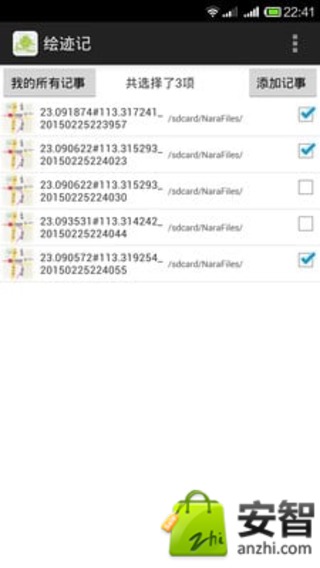 22:41
绘迹记
我的所有记事 共选择了3项 添加记事
23.091874#113.317241_
20150225223957 /sdcard/NaraFiles/
23.090622#113.315293_
20150225224023 /sdcard/NaraFiles/
23.090622#113.315293_
20150225224030 /sdcard/NaraFiles/
23.093531#113.314242_
20150225224044 /sdcard/NaraFiles/
23.090572#113.319254_
20150225224055 /sdcard/NaraFiles/
zhi
安智
anzhi.com